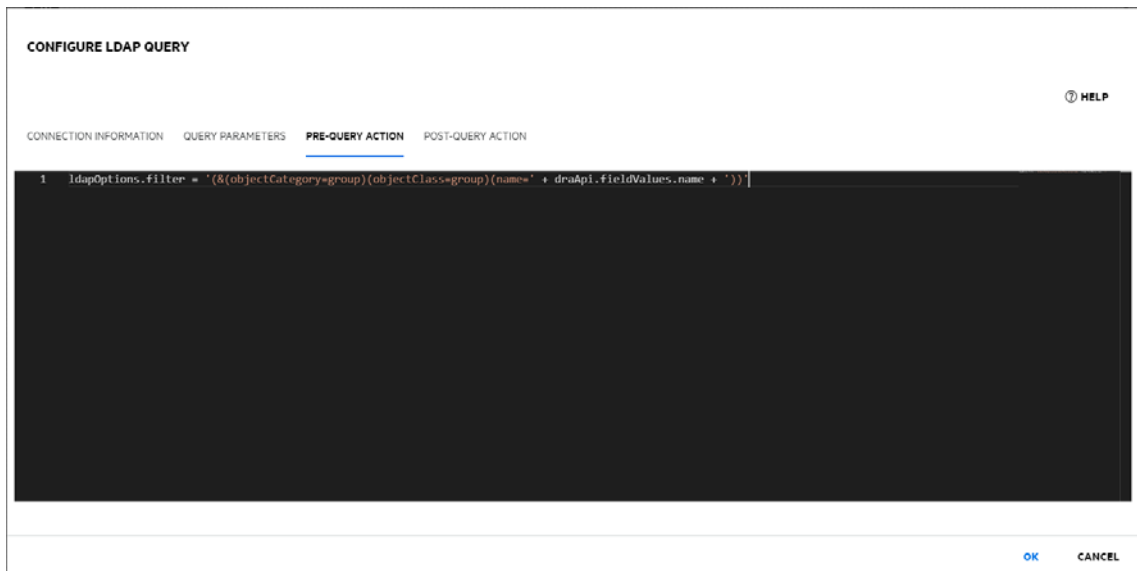 CONFIGURE LDAP QUERY
HELP
CONNECTION INFORMATION QUERY PARAMETERS PRE-QUERY ACTION POST-QUERY ACTION
1 ldapOptions.filter = '(&(objectCategory=group)(objectClass=group)(name=' + draApi.fieldValues.name + '))'
OK CANCEL